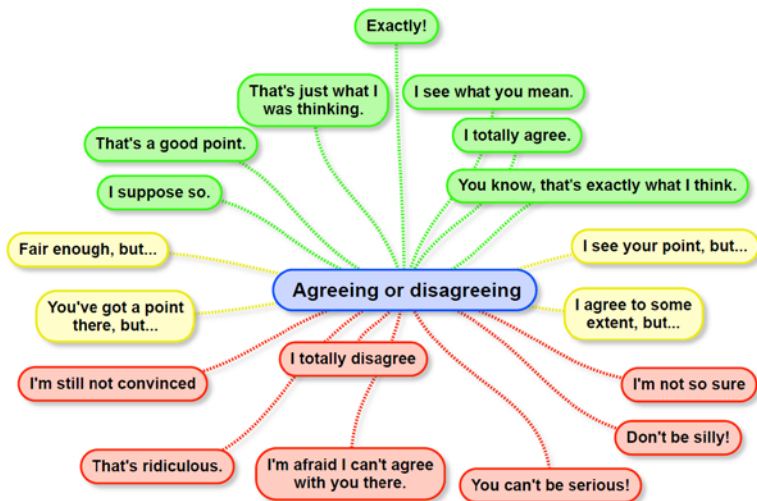 Exactly!
That's just what I
was thinking.
I see what you mean.
I totally agree.
That's a good point.
I suppose so.
You know, that's exactly what I think.
Fair enough, but...
I see your point, but...
Agreeing or disagreeing
You've got a point
there, but...
I agree to some
extent, but...
I totally disagree
I'm still not convinced
I'm not so sure
Don't be silly!
That's ridiculous.
I'm afraid I can't agree
with you there.
You can't be serious!